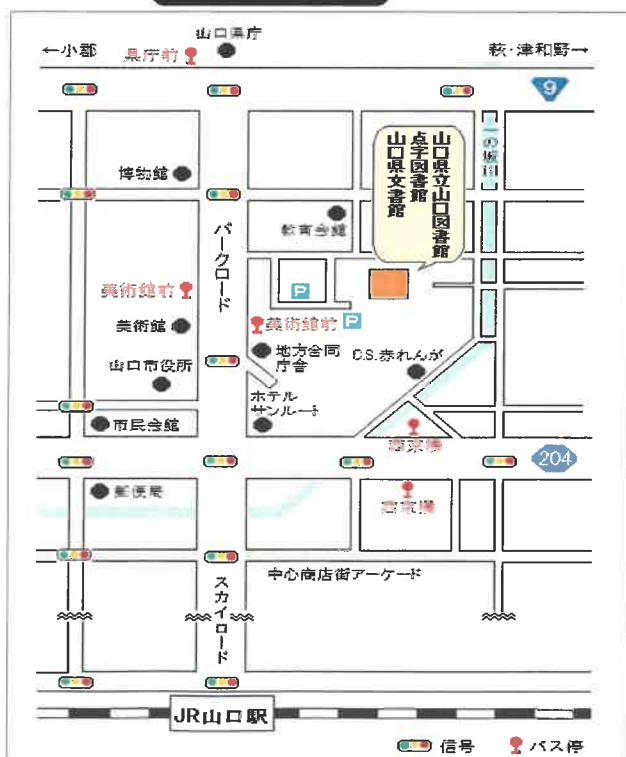 山口県庁
←小郡
県庁前
萩・津和野→
9
一の坂川
山口県立山口図書館
点字図書館
山口県文書館
博物館
教育会館
パークロード
P
美術館前
美術館前
P
美術館
地方合同
庁舎
C.S.赤れんが
山口市役所
ホテル
サンルート
市民会館
204
郵便局
中心商店街アーケード
スカイロード
JR山口駅
信号
バス停